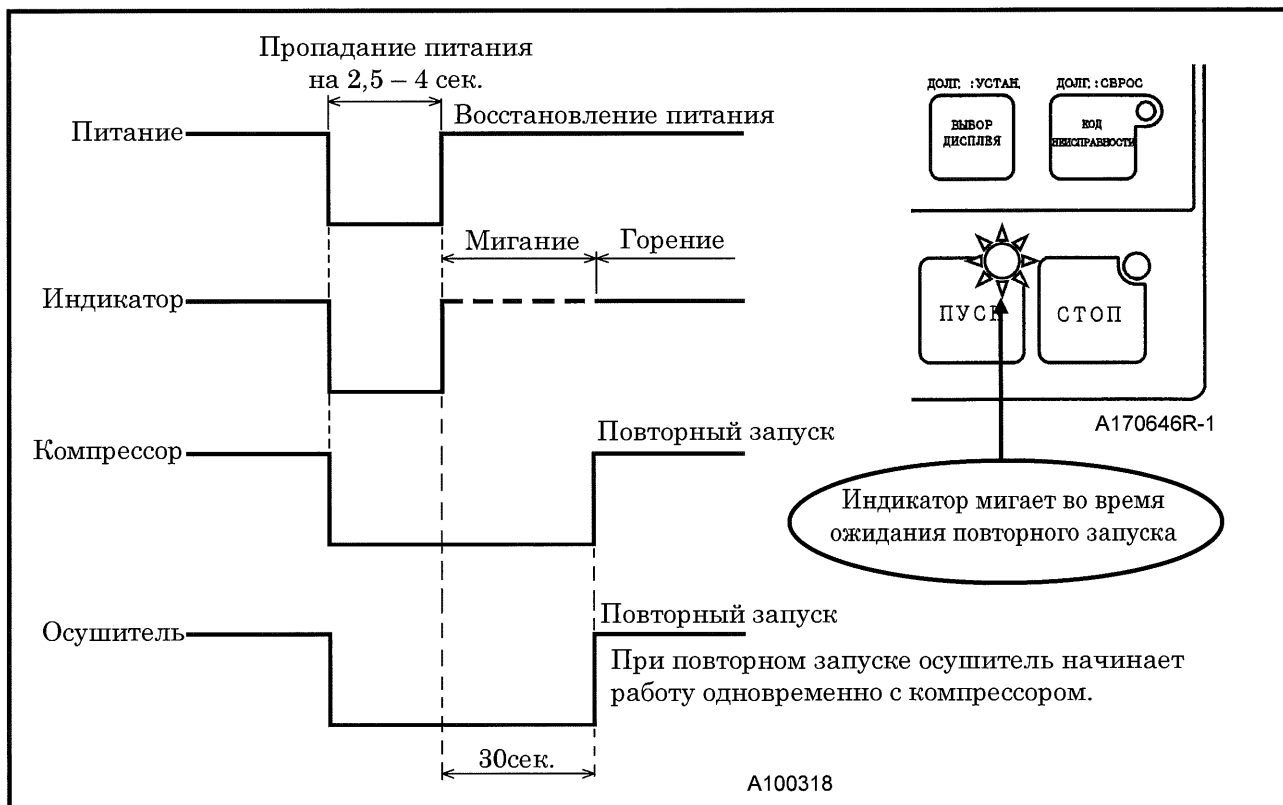 Пропадание питания
на 2,5 – 4 сек.
Питание
Восстановление питания
Мигание
Горение
Индикатор
Компрессор
Повторный запуск
Осушитель
Повторный запуск
При повторном запуске осушитель начинает
работу одновременно с компрессором.
30сек.
A100318
ДОЛГ. :УСТАН.
ДОЛГ. :СБРОС
ВЫБОР
ДИСПЛЕЯ
КОД
НЕИСПРАВНОСТИ
ПУСК
СТОП
A170646R-1
Индикатор мигает во время
ожидания повторного запуска